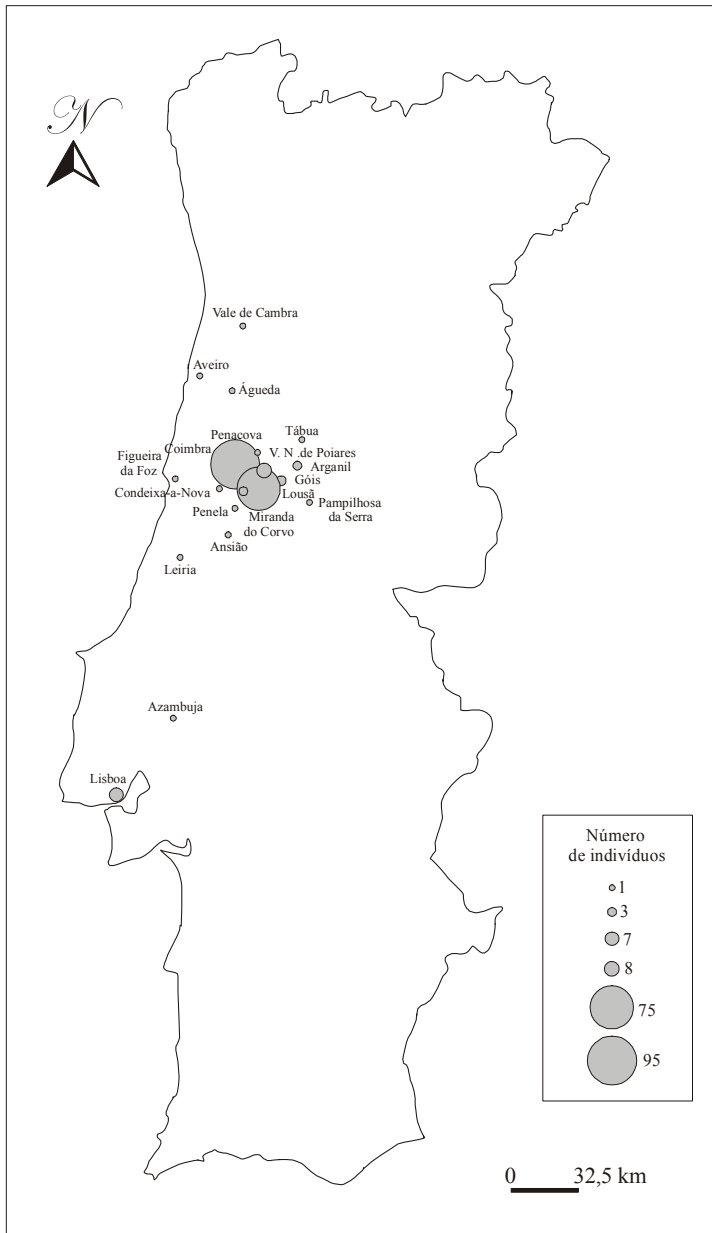 N
Vale de Cambra
Aveiro
Águeda
Tábua
Penacova
Coimbra
V. N .de Poiares
Figueira
da Foz
Arganil
Góis
Condeixa-a-Nova
Lousã
Pampilhosa
da Serra
Penela
Miranda
do Corvo
Ansião
Leiria
Azambuja
Lisboa
Número
de indivíduos
1
3
7
8
75
95
0 32,5 km